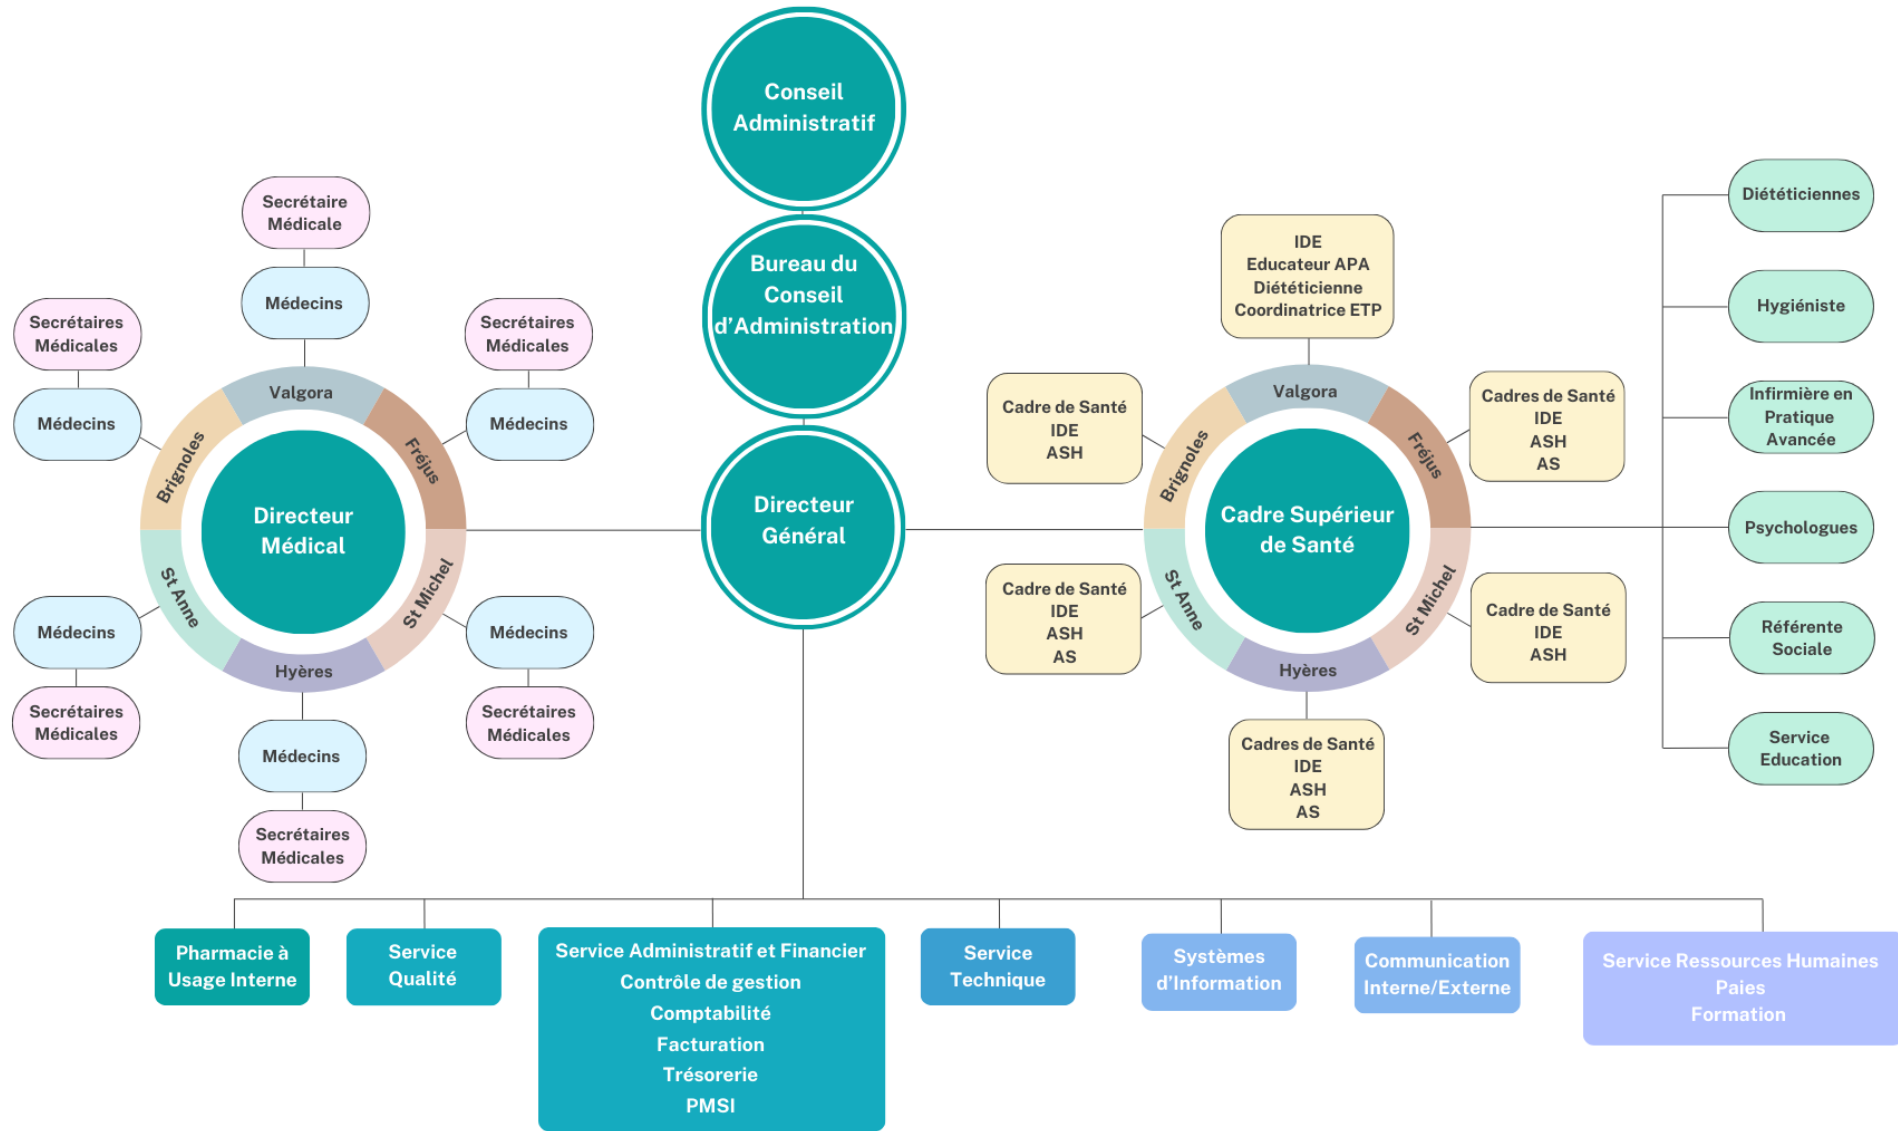 Conseil
Administratif
Bureau du
Conseil
d'Administration
Directeur
Général
Secrétaire
Médicale
Médecins
Secrétaires
Médicales
Médecins
Secrétaires
Médicales
Médecins
Valgora
Brignoles
Fréjus
Directeur
Médical
St Anne
St Michel
Hyères
Médecins
Secrétaires
Médicales
Médecins
Secrétaires
Médicales
Médecins
Secrétaires
Médicales
IDE
Educateur APA
Diététicienne
Coordinatrice ETP
Cadre de Santé
IDE
ASH
Cadres de Santé
IDE
ASH
AS
Valgora
Brignoles
Fréjus
Cadre Supérieur
de Santé
St Anne
St Michel
Hyères
Cadre de Santé
IDE
ASH
AS
Cadre de Santé
IDE
ASH
Cadres de Santé
IDE
ASH
AS
Diététiciennes
Hygiéniste
Infirmière en
Pratique
Avancée
Psychologues
Référente
Sociale
Service
Education
Pharmacie à
Usage Interne
Service
Qualité
Service Administratif et Financier
Contrôle de gestion
Comptabilité
Facturation
Trésorerie
PMSI
Service
Technique
Systèmes
d'Information
Communication
Interne/Externe
Service Ressources Humaines
Paies
Formation